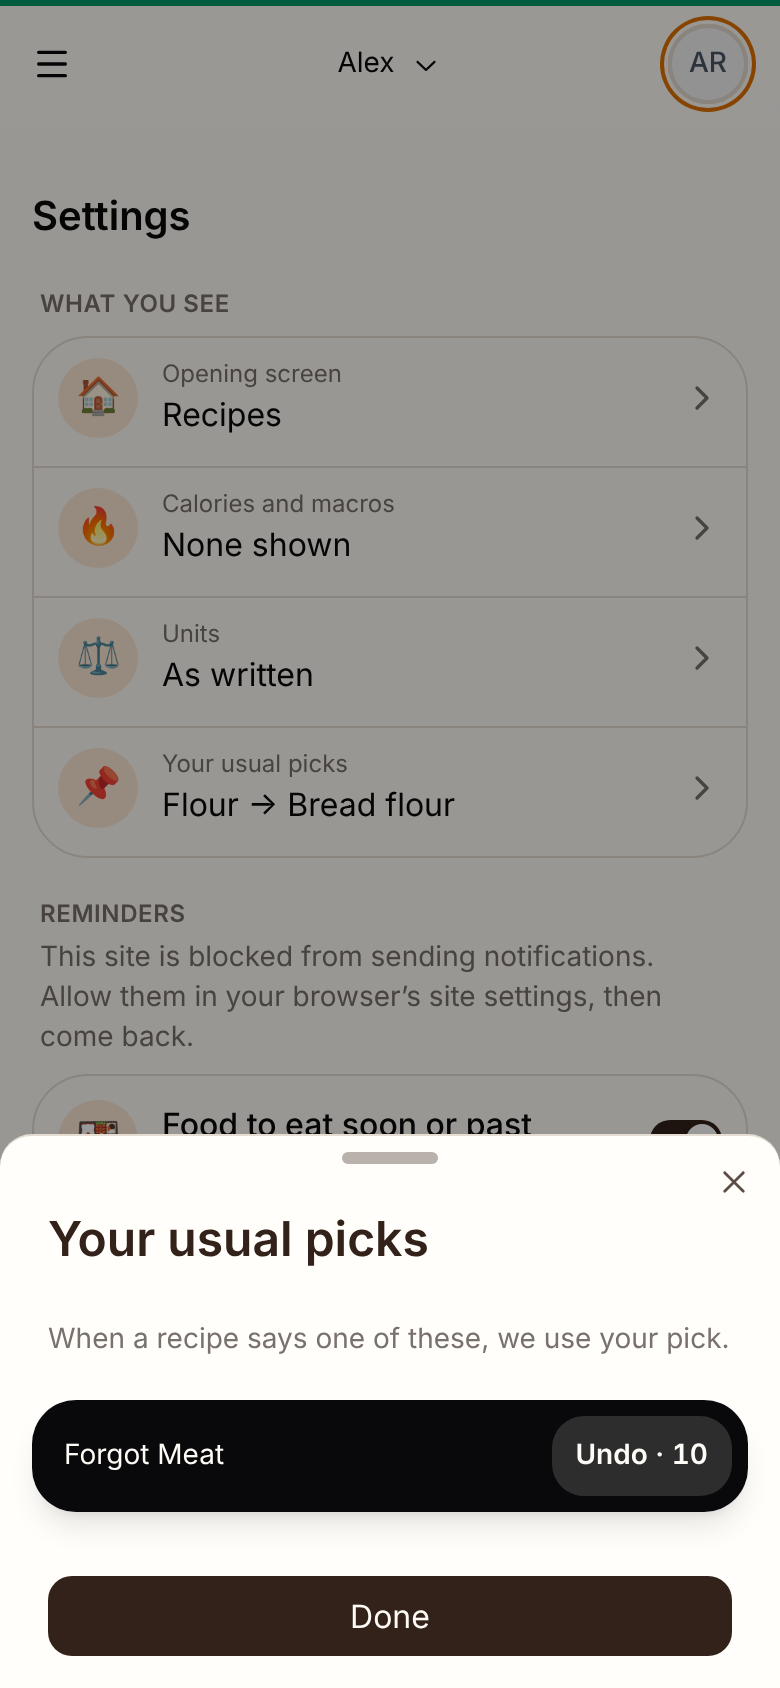 Alex
AR
Settings
WHAT YOU SEE
Opening screen
Recipes
Calories and macros
None shown
Units
As written
Your usual picks
Flour → Bread flour
REMINDERS
This site is blocked from sending notifications.
Allow them in your browser’s site settings, then
come back.
Food to eat soon or past
Your usual picks
When a recipe says one of these, we use your pick.
Forgot Meat
Undo · 10
Done